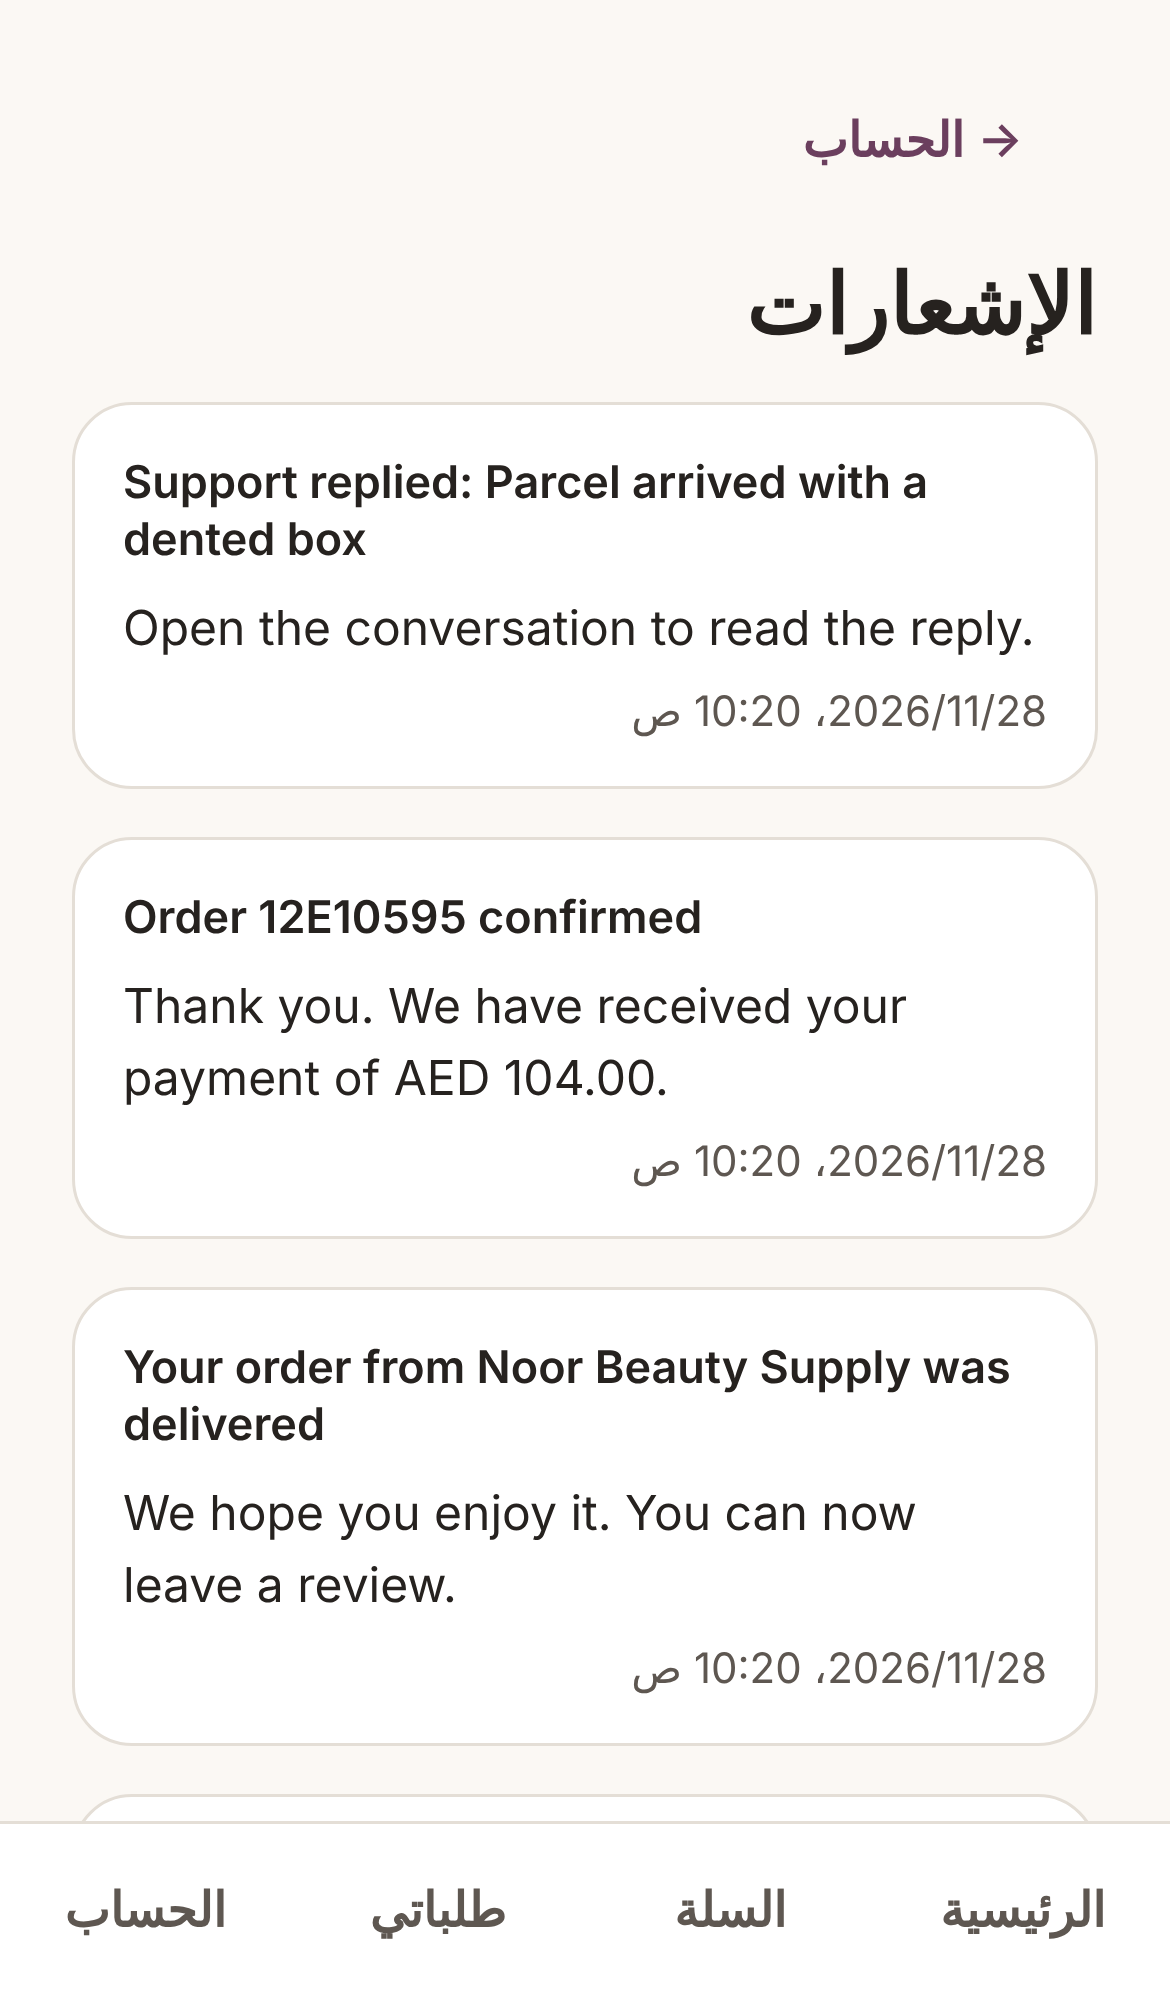 → الحساب
الإشعارات
Support replied: Parcel arrived with a
dented box
Open the conversation to read the reply.
2026/11/28، 10:20 ص
Order 12E10595 confirmed
Thank you. We have received your
payment of AED 104.00.
2026/11/28، 10:20 ص
Your order from Noor Beauty Supply was
delivered
We hope you enjoy it. You can now
leave a review.
2026/11/28، 10:20 ص
الرئيسية
السلة
طلباتي
الحساب